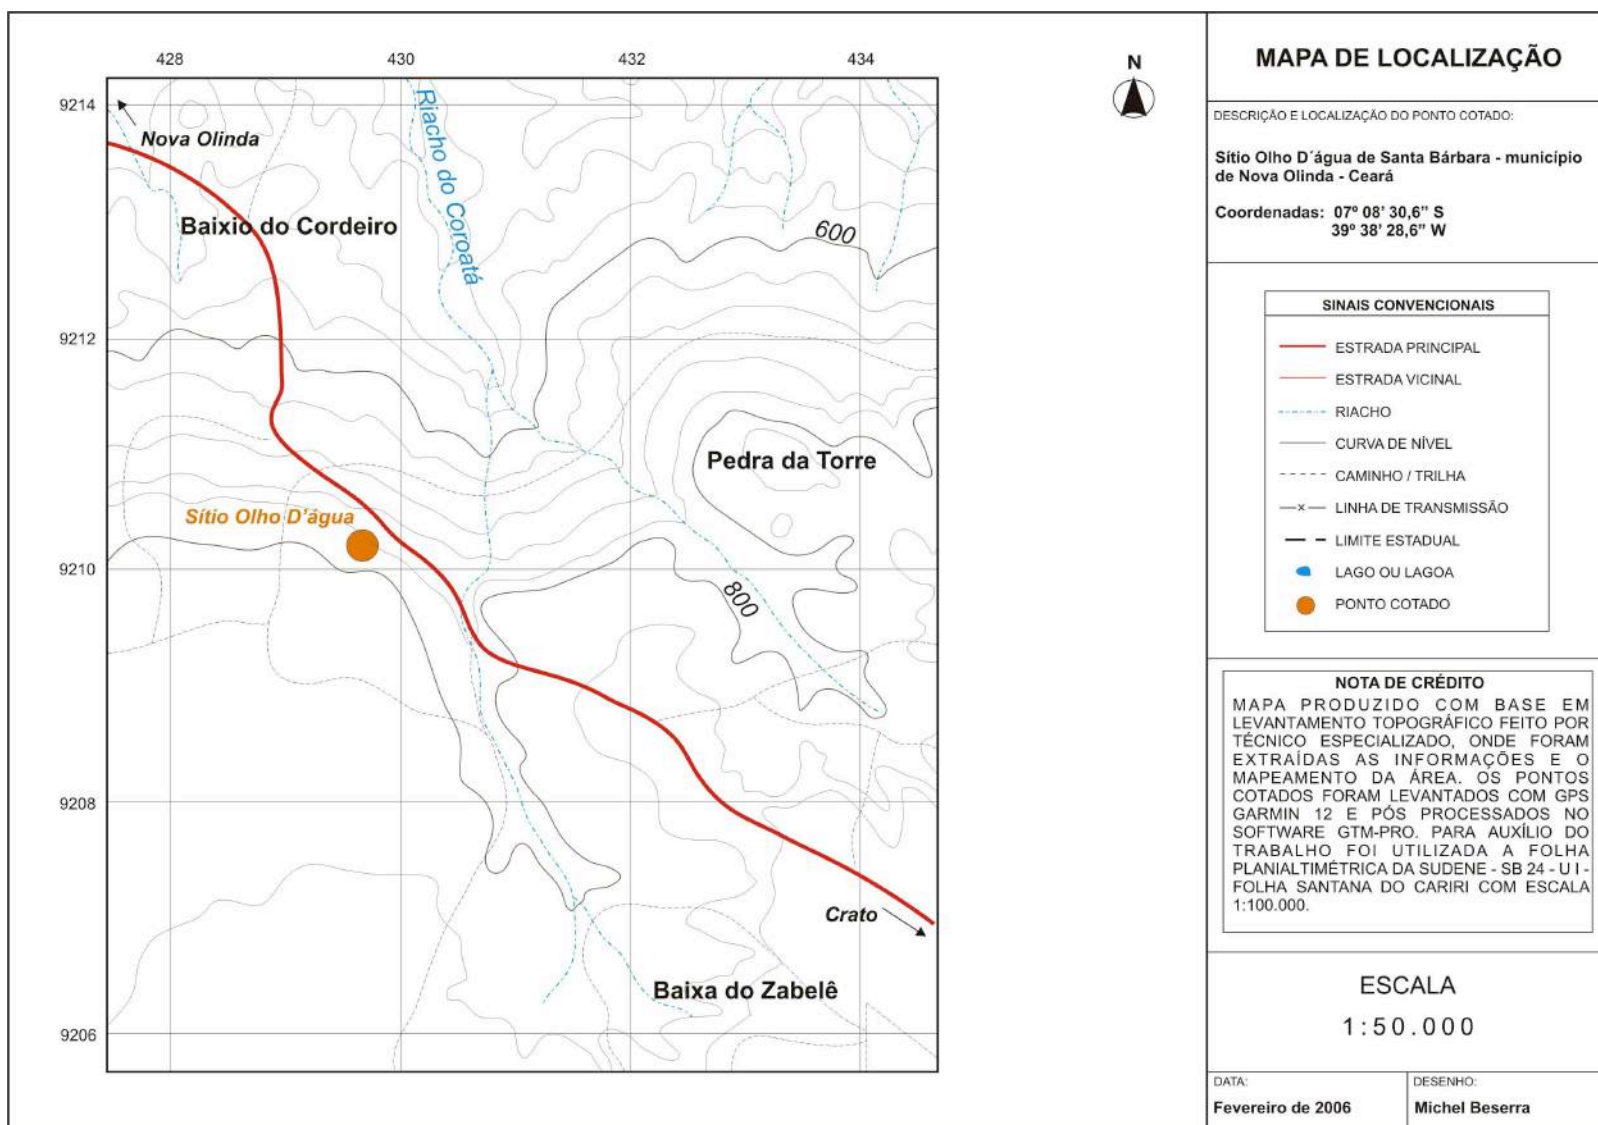 428 430 432 434
9214
Nova Olinda
Riacho do Coroatá
Baixio do Cordeiro
600
9212
Pedra da Torre
Sítio Olho D'água
9210
800
9208
Crato
Baixa do Zabelê
9206
N
MAPA DE LOCALIZAÇÃO
DESCRIÇÃO E LOCALIZAÇÃO DO PONTO COTADO:
Sítio Olho D´água de Santa Bárbara - município
de Nova Olinda - Ceará
Coordenadas: 07º 08' 30,6" S
39º 38' 28,6" W
SINAIS CONVENCIONAIS
ESTRADA PRINCIPAL
ESTRADA VICINAL
RIACHO
CURVA DE NÍVEL
CAMINHO / TRILHA
LINHA DE TRANSMISSÃO
LIMITE ESTADUAL
LAGO OU LAGOA
PONTO COTADO
NOTA DE CRÉDITO
MAPA PRODUZIDO COM BASE EM
LEVANTAMENTO TOPOGRÁFICO FEITO POR
TÉCNICO ESPECIALIZADO, ONDE FORAM
EXTRAÍDAS AS INFORMAÇÕES E O
MAPEAMENTO DA ÁREA. OS PONTOS
COTADOS FORAM LEVANTADOS COM GPS
GARMIN 12 E PÓS PROCESSADOS NO
SOFTWARE GTM-PRO. PARA AUXÍLIO DO
TRABALHO FOI UTILIZADA A FOLHA
PLANIALTIMÉTRICA DA SUDENE - SB 24 - U I -
FOLHA SANTANA DO CARIRI COM ESCALA
1:100.000.
ESCALA
1:50.000
DATA:
Fevereiro de 2006
DESENHO:
Michel Beserra